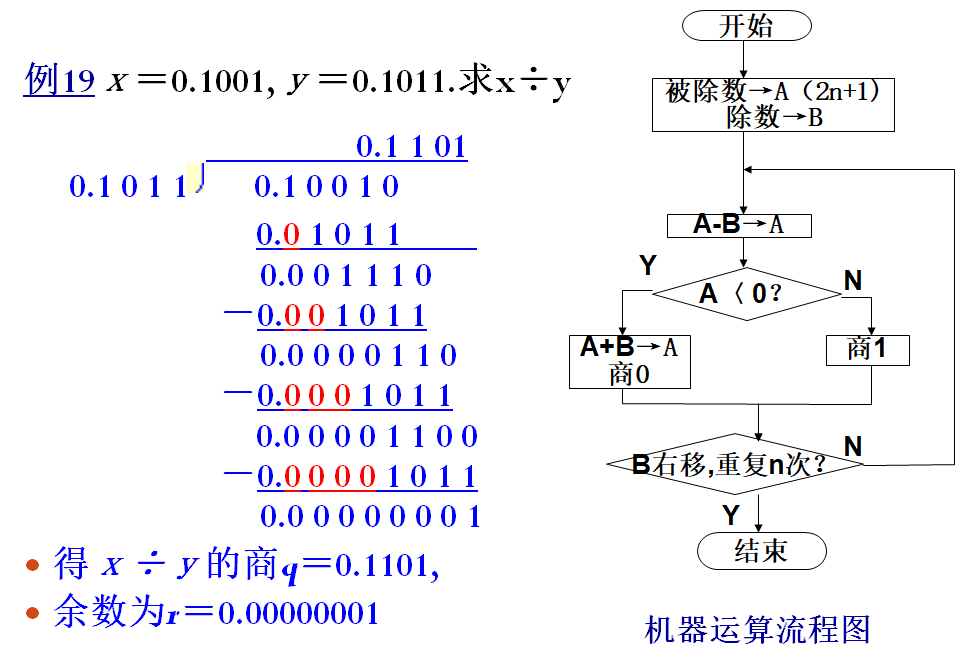 例19 x＝0.1001, y＝0.1011.求x÷y
0.1 1 01
0.1 0 1 1
0.1 0 0 1 0
0.0 1 0 1 1
0.0 0 1 1 1 0
－0.0 0 1 0 1 1
0.0 0 0 0 1 1 0
－0.0 0 0 1 0 1 1
0.0 0 0 0 1 1 0 0
－0.0 0 0 0 1 0 1 1
0.0 0 0 0 0 0 0 1
• 得 x ÷ y 的商q＝0.1101,
• 余数为r＝0.00000001
开始
被除数→A（2n+1）
除数→B
A-B→A
A〈 0?
Y
N
A+B→A
商0
商1
B右移,重复n次?
N
Y
结束
机器运算流程图